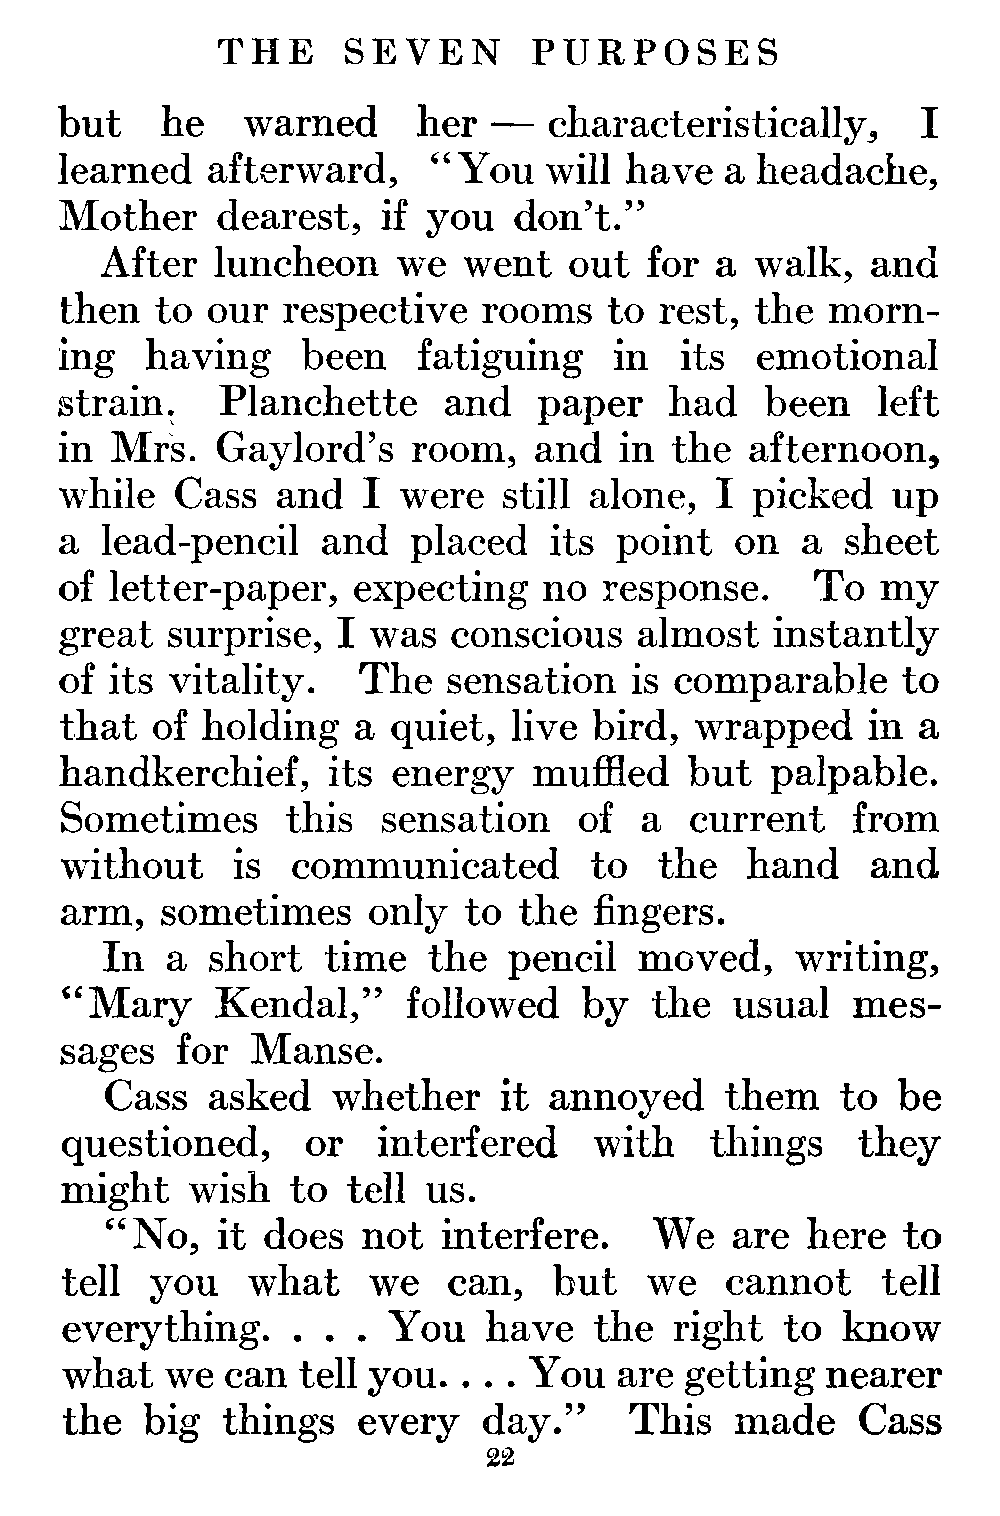 THE SEVEN PURPOSES
but he warned her — characteristically, I
learned afterward, "You will have a headache,
Mother dearest, if you don't."
After luncheon we went out for a walk, and
then to our respective rooms to rest, the morn-
ing having been fatiguing in its emotional
strain. Planchette and paper had been left
in Mrs. Gaylord's room, and in the afternoon,
while Cass and I were still alone, I picked up
a lead-pencil and placed its point on a sheet
of letter-paper, expecting no response. To my
great surprise, I was conscious almost instantly
of its vitality. The sensation is comparable to
that of holding a quiet, live bird, wrapped in a
handkerchief, its energy muffled but palpable.
Sometimes this sensation of a current from
without is communicated to the hand and
arm, sometimes only to the fingers.
In a short time the pencil moved, writing,
"Mary Kendal," followed by the usual mes-
sages for Manse.
Cass asked whether it annoyed them to be
questioned, or interfered with things they
might wish to tell us.
"No, it does not interfere. We are here to
tell you what we can, but we cannot tell
everything. . . . You have the right to know
what we can tell you. . . . You are getting nearer
the big things every day." This made Cass
22